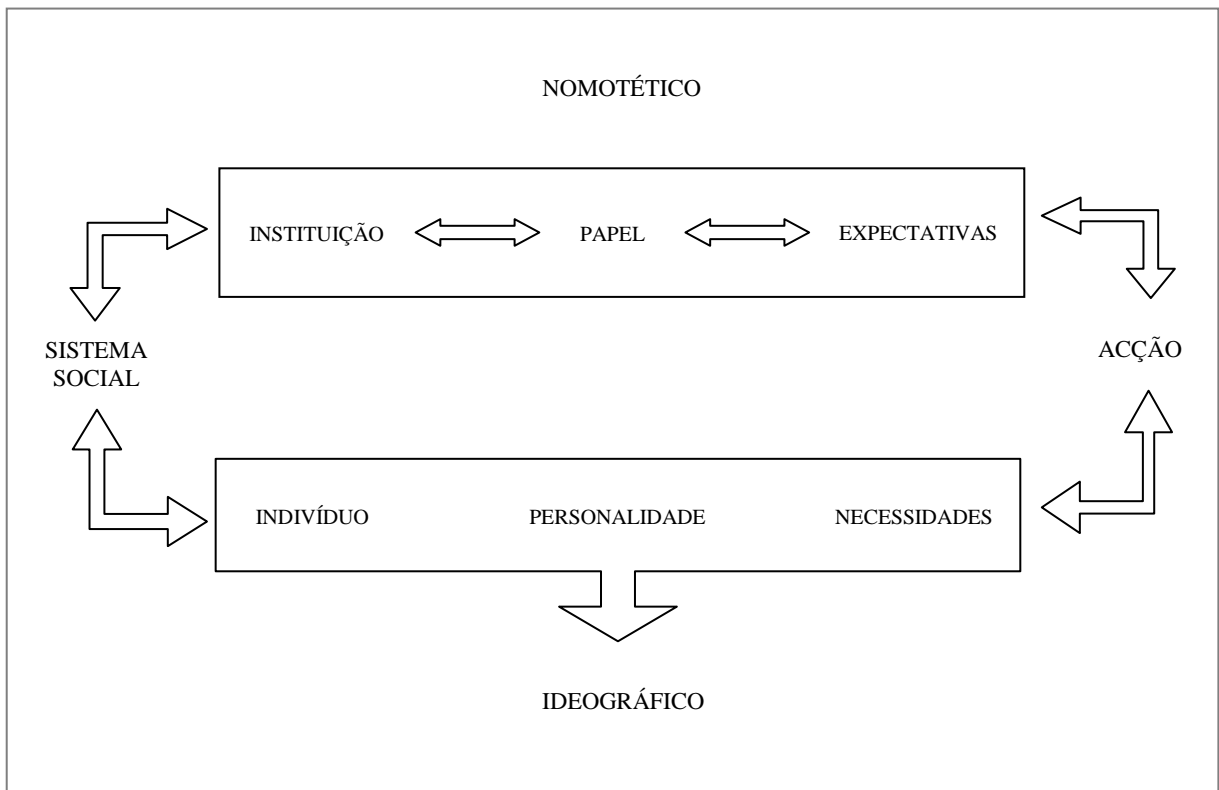 NOMOTÉTICO
INSTITUIÇÃO PAPEL EXPECTATIVAS
SISTEMA
SOCIAL
ACÇÃO
INDIVÍDUO PERSONALIDADE NECESSIDADES
IDEOGRÁFICO